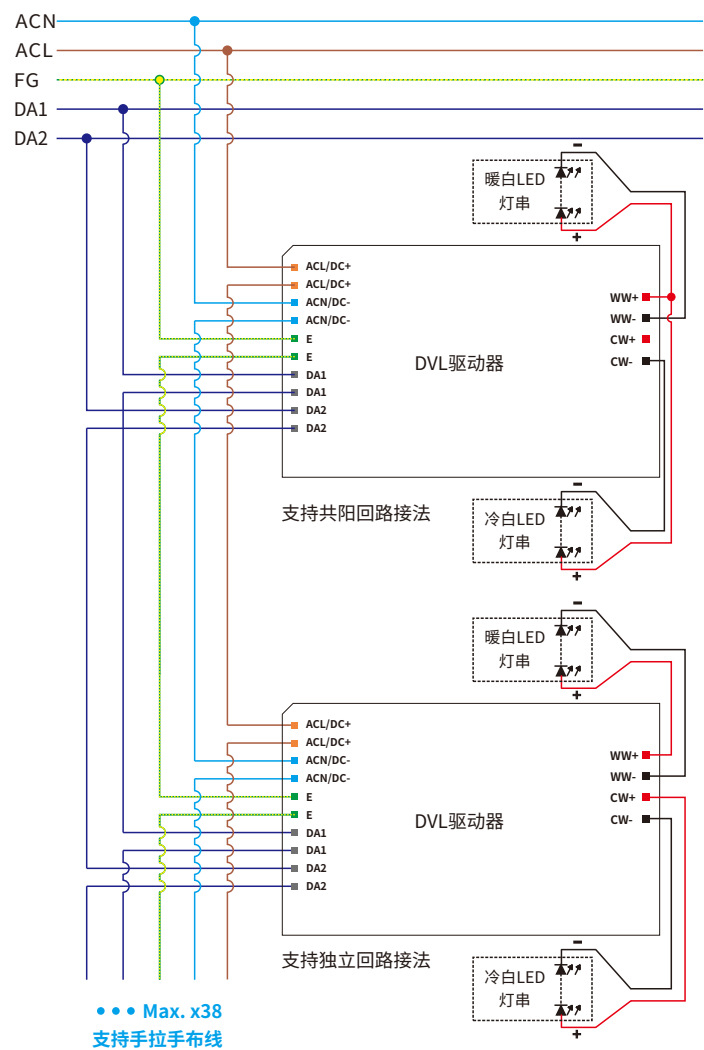 ACN
ACL
FG
DA1
DA2
暖白LED
灯串
-
+
ACL/DC+
ACL/DC+
ACN/DC-
ACN/DC-
E
E
DA1
DA1
DA2
DA2
DVL驱动器
WW+
WW-
CW+
CW-
支持共阳回路接法
-
冷白LED
灯串
+
-
暖白LED
灯串
+
ACL/DC+
ACL/DC+
ACN/DC-
ACN/DC-
E
E
DA1
DA1
DA2
DA2
DVL驱动器
WW+
WW-
CW+
CW-
支持独立回路接法
-
冷白LED
灯串
+
••• Max. x38
支持手拉手布线